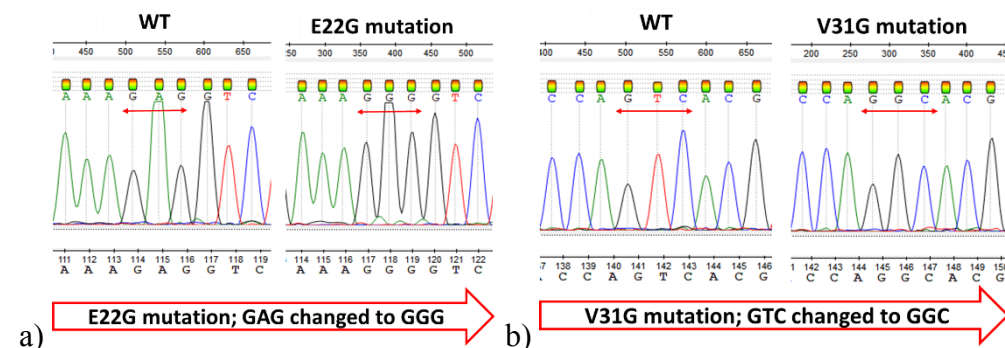 WT
E22G mutation
450 500 550 600 650
250 300 350 400 450 500
A A A G A G G T C
A A A G G G G T C
111 112 113 114 115 116 117 118 119
A A A G A G G T C
114 115 116 117 118 119 120 121 122
A A A G G G G T C
a)
E22G mutation; GAG changed to GGG
WT
V31G mutation
400 450 500 550 600
200 250 300 350 400
C C A G T C A C G
C C A G G C A C G
138 139 140 141 142 143 144 145 146
C C A G T C A C G
142 143 144 145 146 147 148 149 150
C C A G G C A C G
b)
V31G mutation; GTC changed to GGC